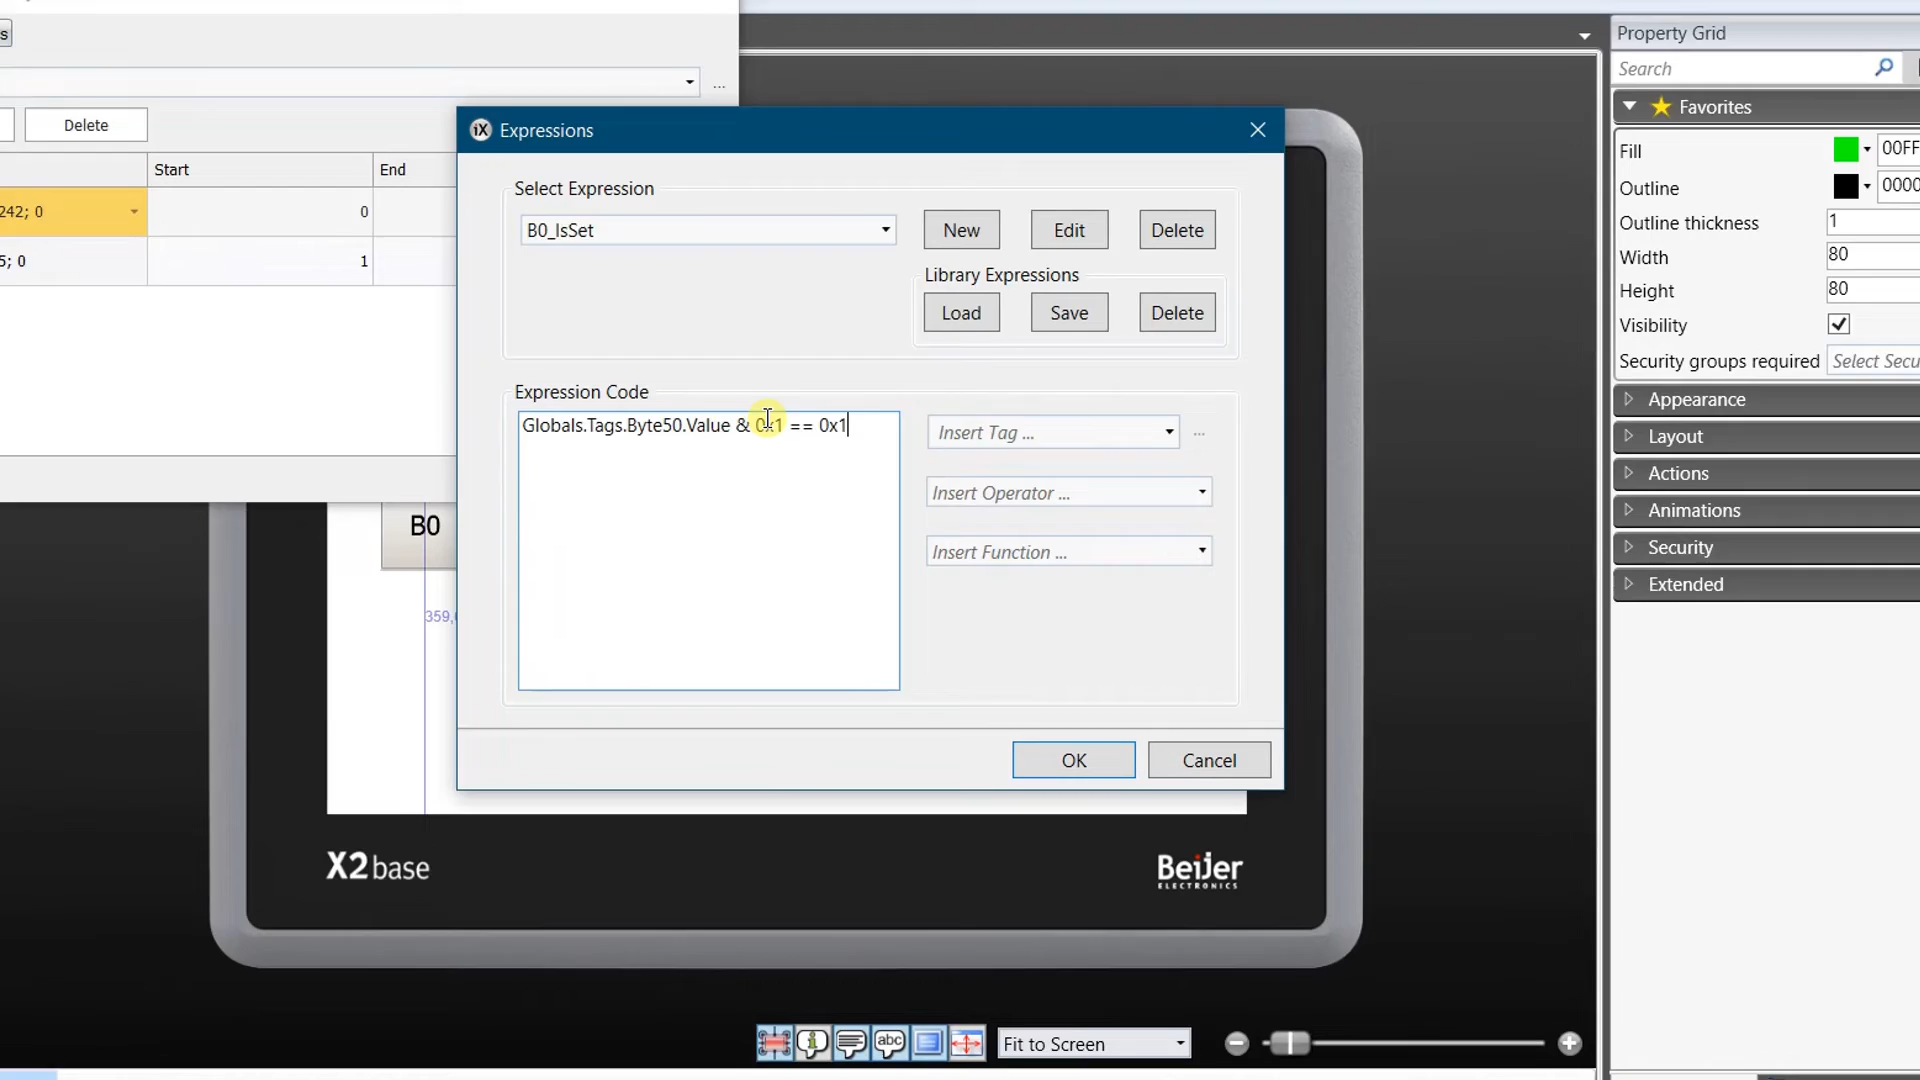 s
...
Delete
Start
End
242; 0
0
5; 0
1
iX Expressions
Select Expression
B0_IsSet
New
Edit
Delete
Library Expressions
Load
Save
Delete
Expression Code
Globals.Tags.Byte50.Value & 0x1 == 0x1
Insert Tag ...
...
Insert Operator ...
Insert Function ...
OK
Cancel
B0
359,
X2 base
Beijer
ELECTRONICS
abc
Fit to Screen
Property Grid
Search
Favorites
Fill
00FF
Outline
0000
Outline thickness
1
Width
80
Height
80
Visibility
Security groups required
Select Secu
Appearance
Layout
Actions
Animations
Security
Extended